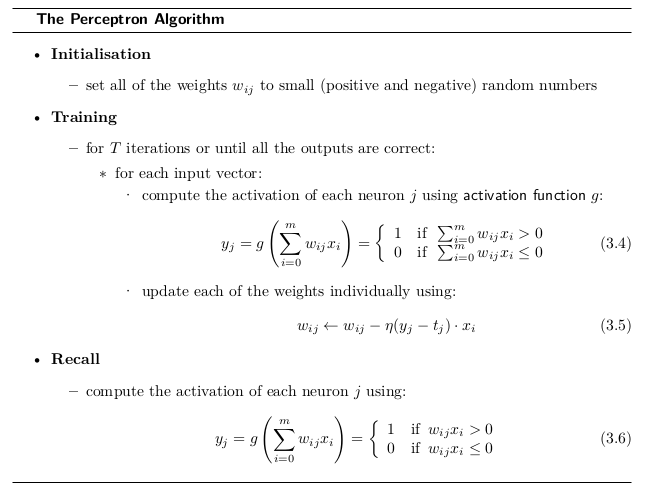 The Perceptron Algorithm
• Initialisation
– set all of the weights w_{ij} to small (positive and negative) random numbers
• Training
– for T iterations or until all the outputs are correct:
∗ for each input vector:
· compute the activation of each neuron j using activation function g:
y_j = g\left(\sum_{i=0}^{m} w_{ij}x_i\right) = \begin{cases} 1 & \text{if } \sum_{i=0}^{m} w_{ij}x_i > 0 \\ 0 & \text{if } \sum_{i=0}^{m} w_{ij}x_i \leq 0 \end{cases} (3.4)
· update each of the weights individually using:
w_{ij} \leftarrow w_{ij} - \eta(y_j - t_j) \cdot x_i (3.5)
• Recall
– compute the activation of each neuron j using:
y_j = g\left(\sum_{i=0}^{m} w_{ij}x_i\right) = \begin{cases} 1 & \text{if } w_{ij}x_i > 0 \\ 0 & \text{if } w_{ij}x_i \leq 0 \end{cases} (3.6)